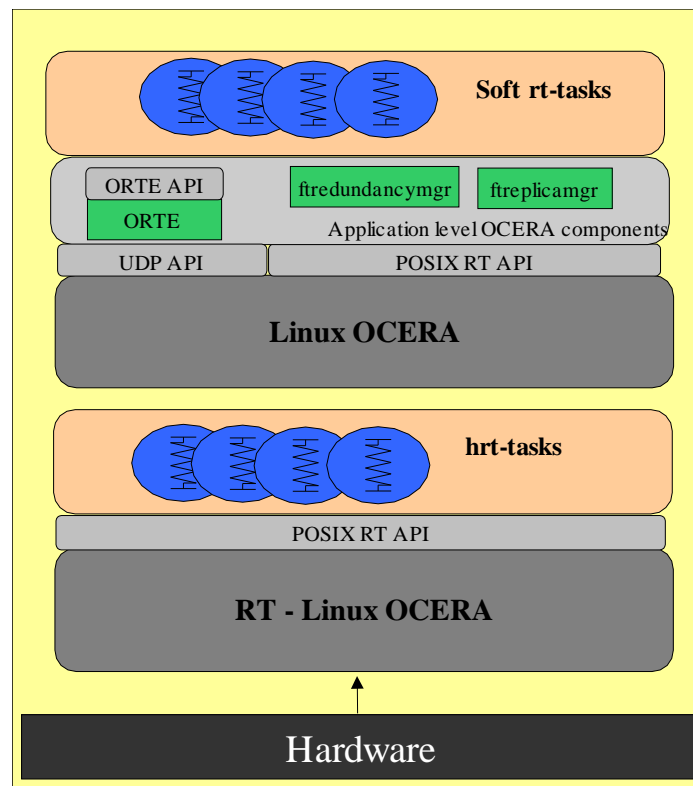 Soft rt-tasks
ORTE API
ftredundancymgr
ftreplicamgr
ORTE
Application level OCERA components
UDP API
POSIX RT API
Linux OCERA
hrt-tasks
POSIX RT API
RT - Linux OCERA
Hardware